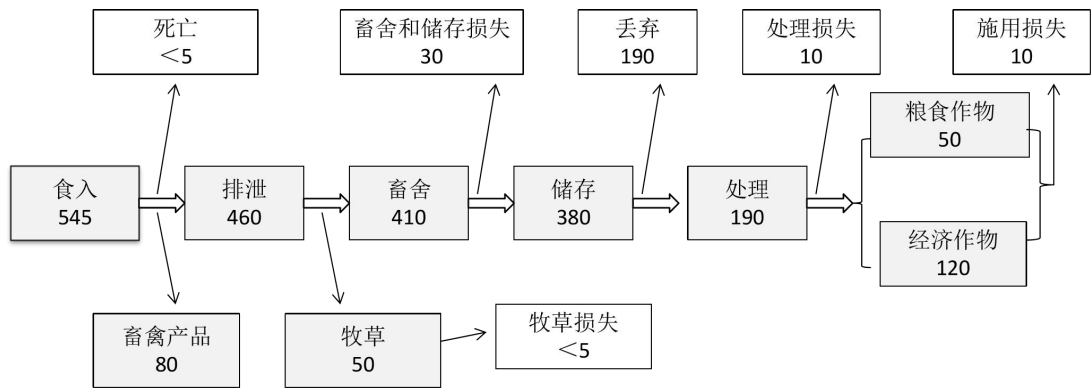 死亡
＜5
畜舍和储存损失
30
丢弃
190
处理损失
10
施用损失
10
食入
545
排泄
460
畜舍
410
储存
380
处理
190
粮食作物
50
经济作物
120
畜禽产品
80
牧草
50
牧草损失
＜5